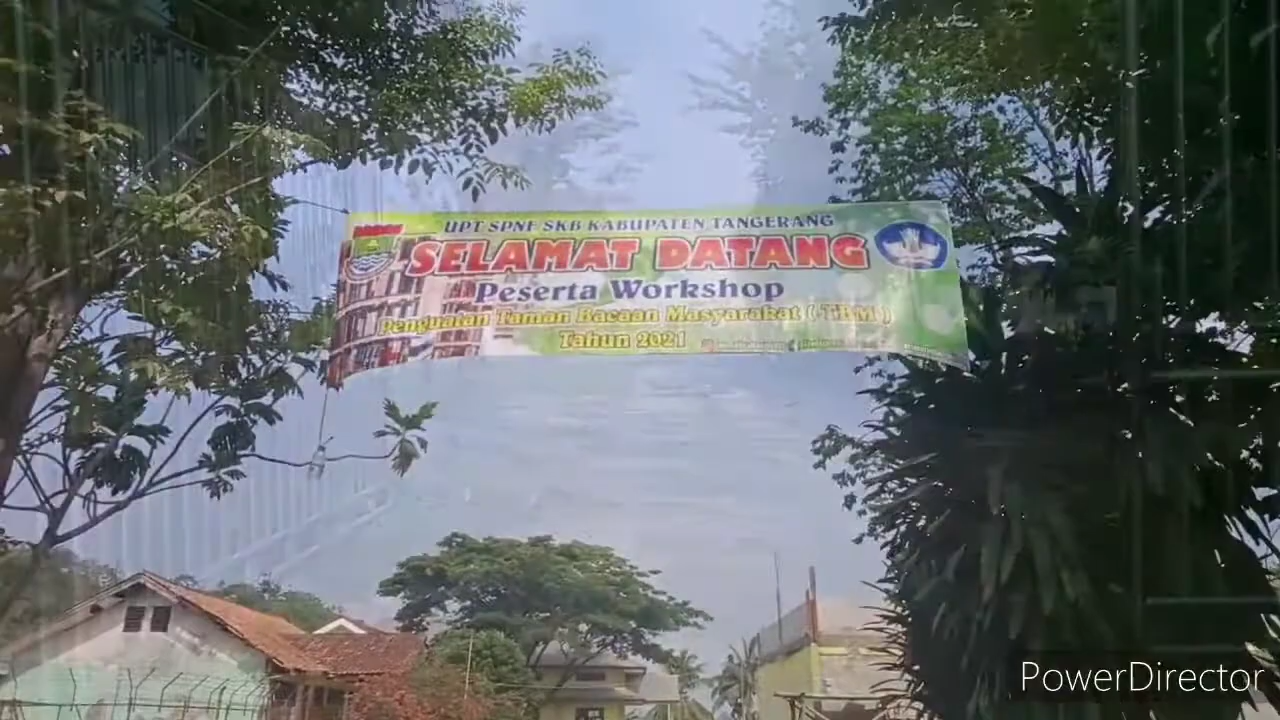 UPT SPNF SKB KABUPATEN TANGERANG
SELAMAT DATANG
Peserta Workshop
Penguatan Taman Bacaan Masyarakat ( TBM )
Tahun 2021
PowerDirector